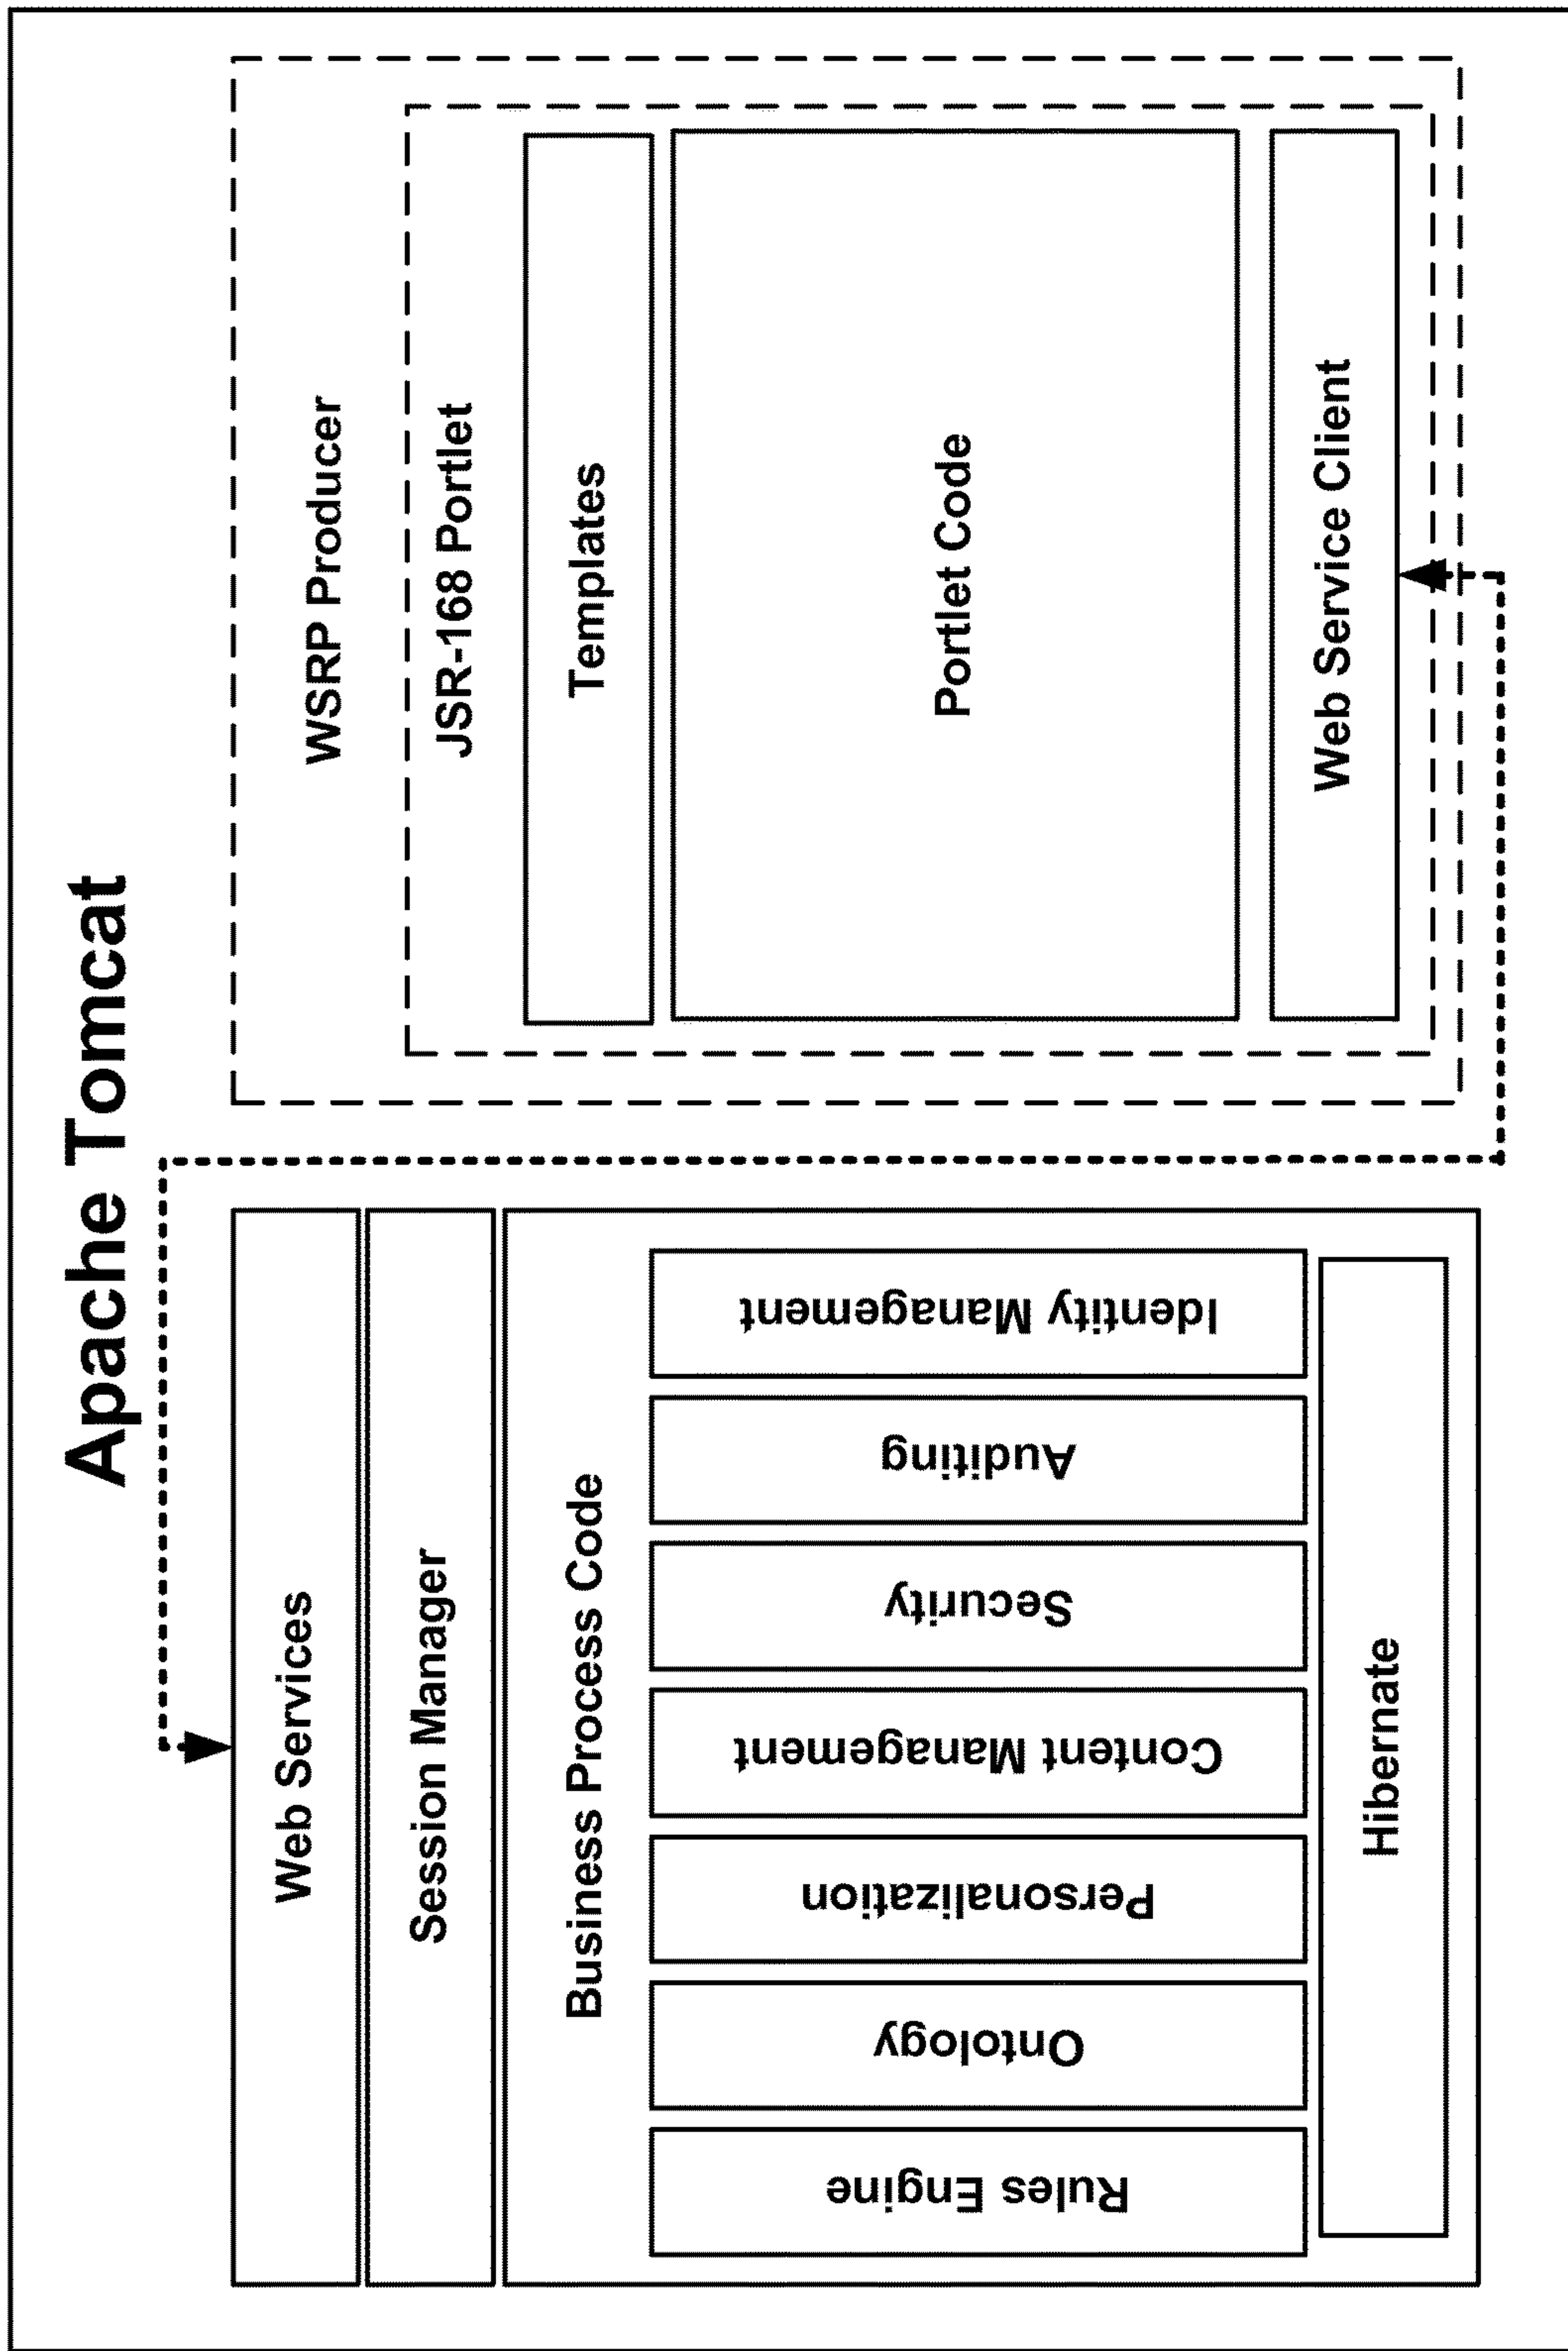 Apache Tomcat
Web Services
Session Manager
Business Process Code
Rules Engine
Ontology
Personalization
Content Management
Security
Auditing
Identity Management
Hibernate
WSRP Producer
JSR-168 Portlet
Templates
Portlet Code
Web Service Client